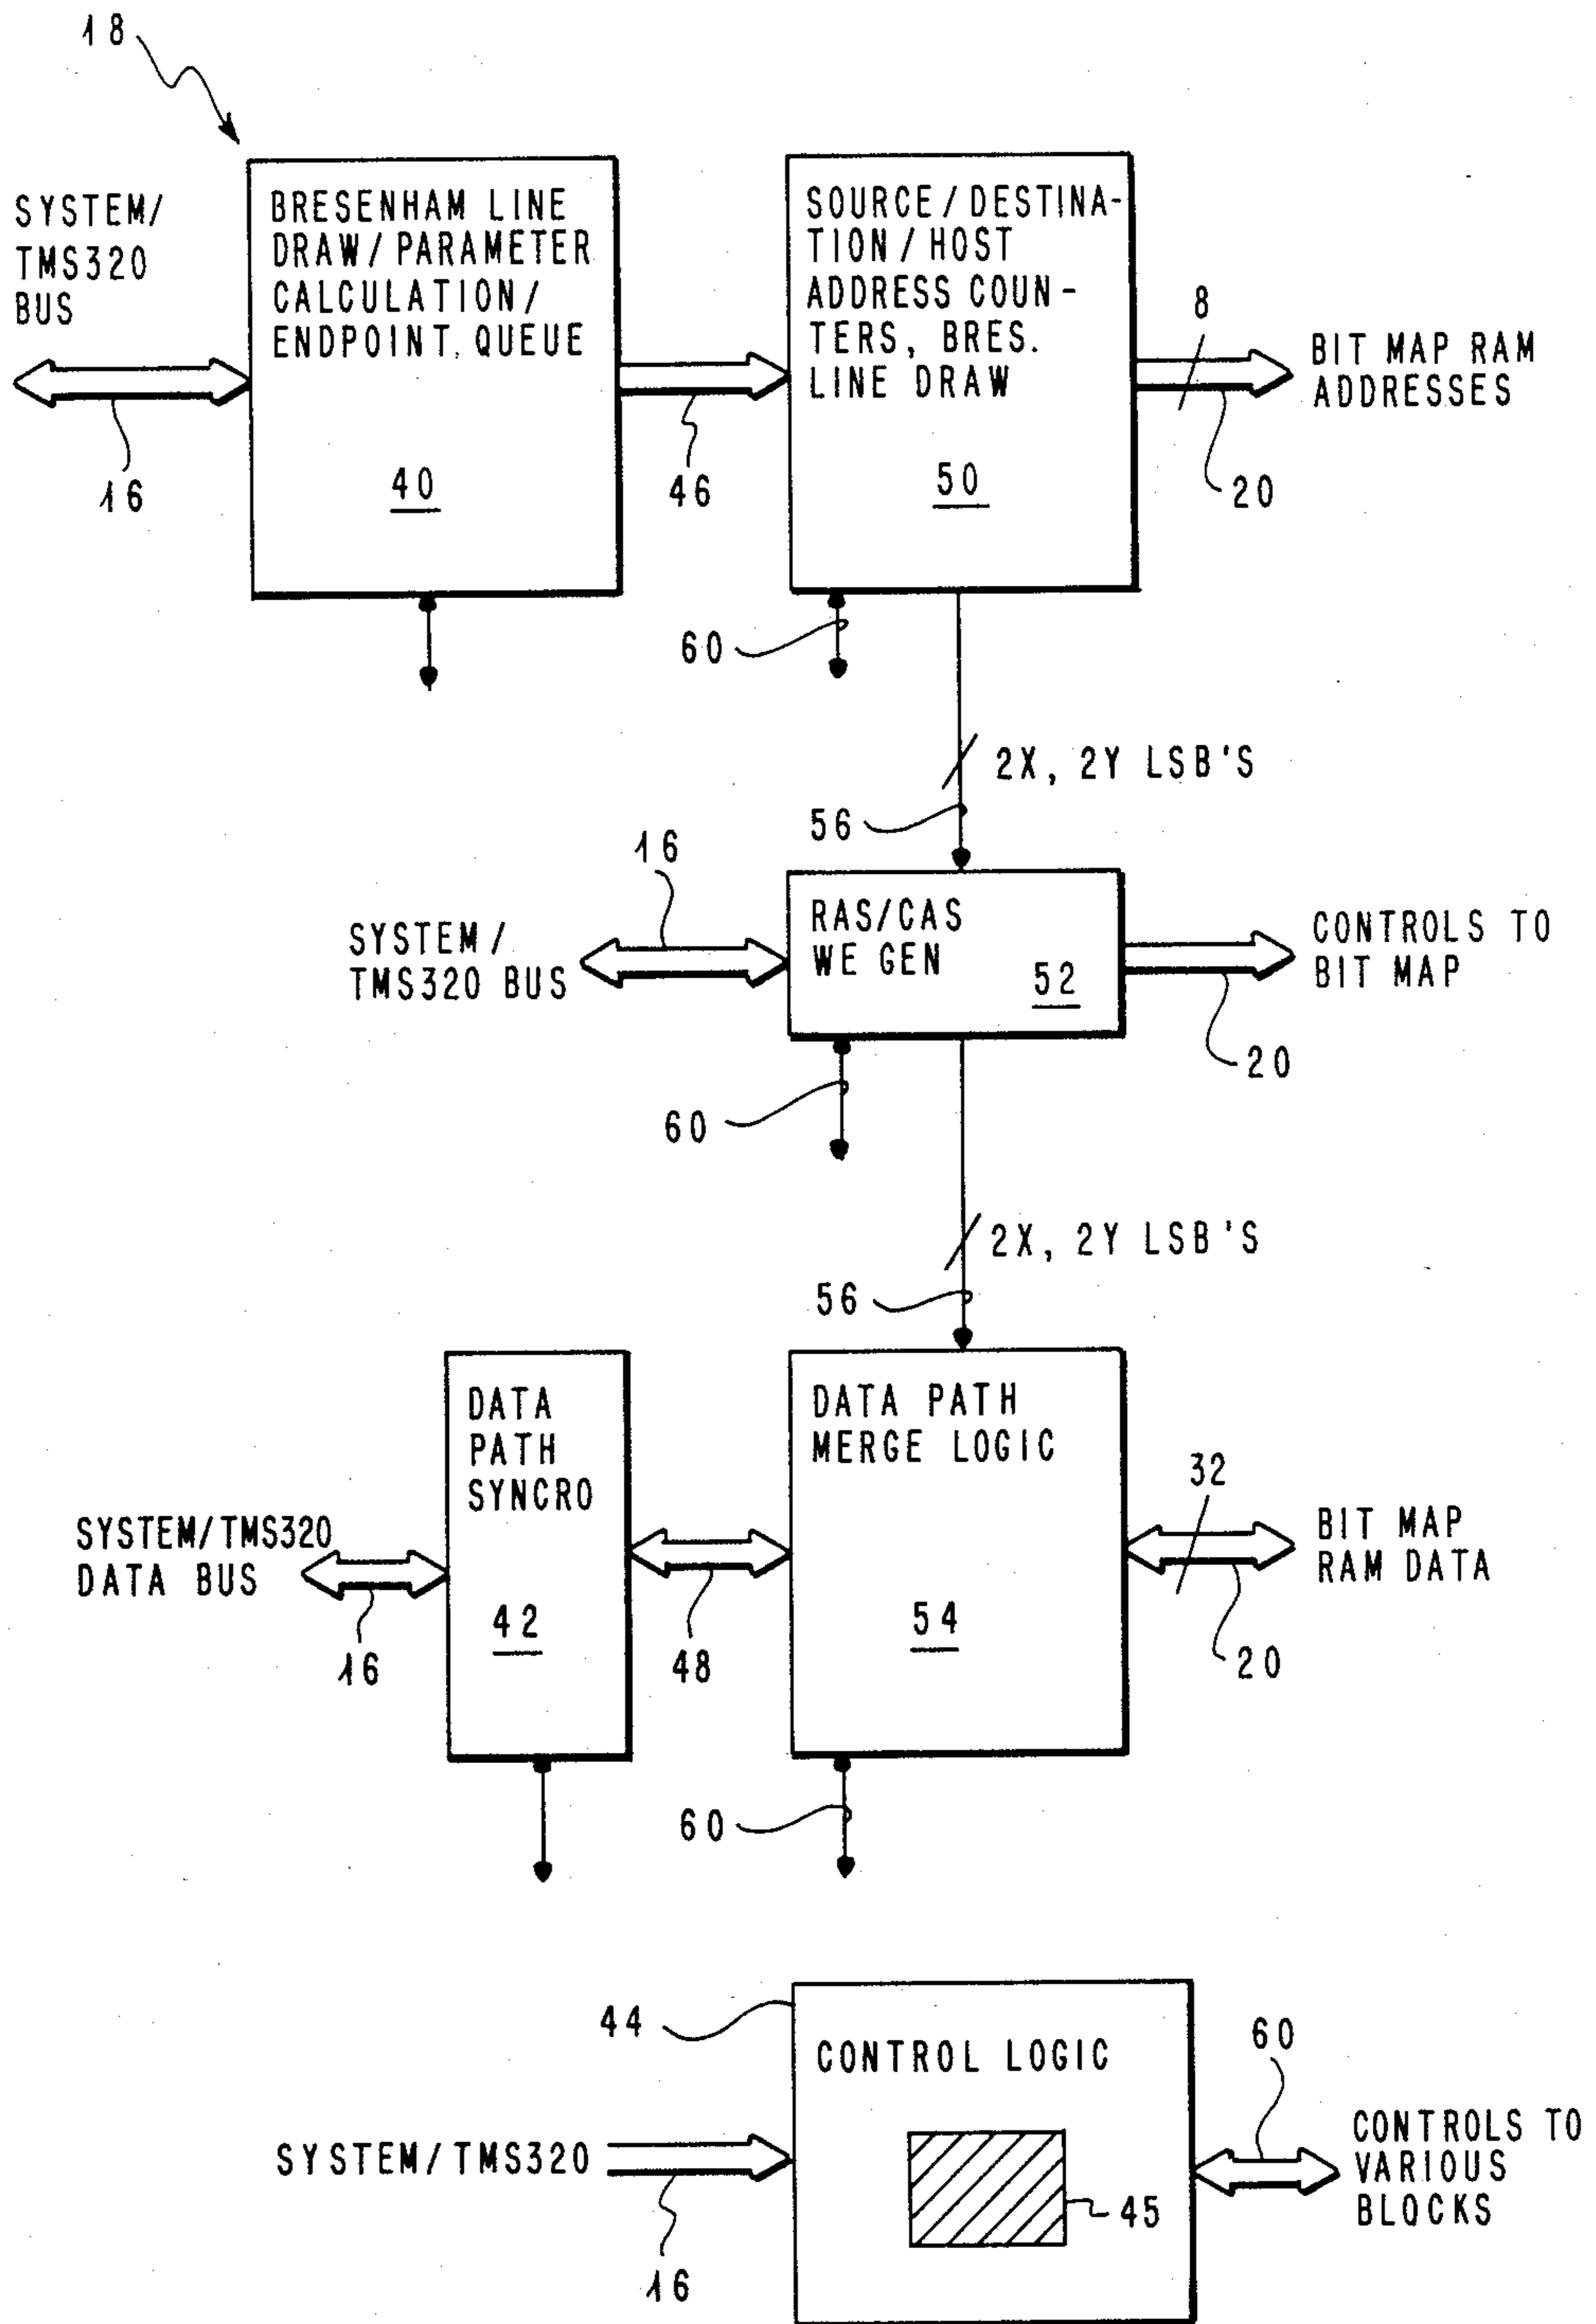 18
SYSTEM/
TMS320
BUS
16
BRESENHAM LINE
DRAW/PARAMETER
CALCULATION/
ENDPOINT QUEUE
40
46
SOURCE/DESTINA-
TION/HOST
ADDRESS COUN-
TERS, BRES.
LINE DRAW
50
8
BIT MAP RAM
ADDRESSES
20
60
2X, 2Y LSB'S
56
16
SYSTEM/
TMS320 BUS
RAS/CAS
WE GEN
52
CONTROLS TO
BIT MAP
20
60
2X, 2Y LSB'S
56
DATA
PATH
SYNCRO
42
SYSTEM/TMS320
DATA BUS
16
48
DATA PATH
MERGE LOGIC
54
32
BIT MAP
RAM DATA
20
60
44
CONTROL LOGIC
45
SYSTEM/TMS320
16
60
CONTROLS TO
VARIOUS
BLOCKS